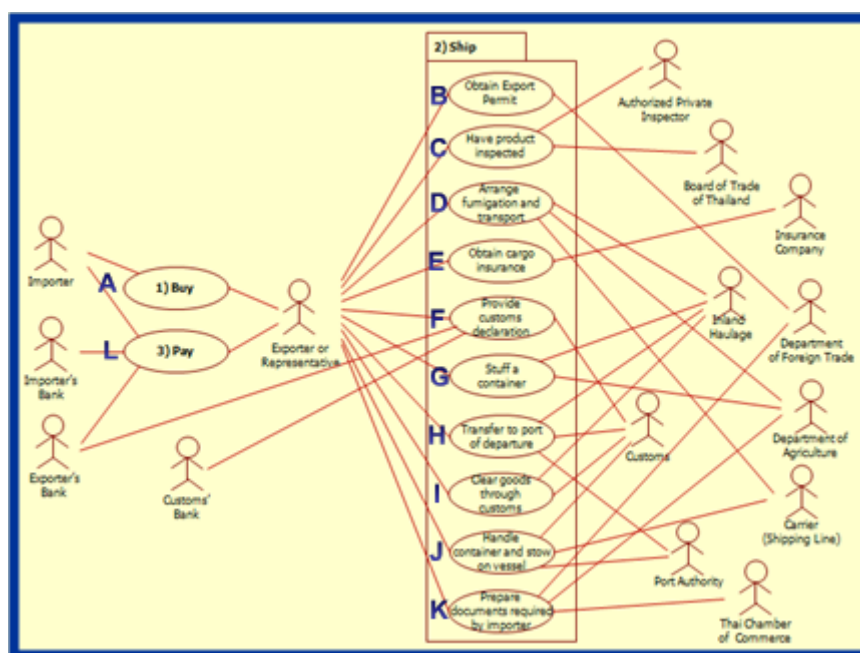 2) Ship
B
Obtain Export
Permit
Authorized Private
Inspector
C
Have product
inspected
Board of Trade
of Thailand
D
Arrange
fumigation and
transport
Insurance
Company
Importer
A
1) Buy
E
Obtain cargo
insurance
F
Provide
customs
declaration
Inland
Haulage
Department
of Foreign Trade
L
3) Pay
Exporter or
Representative
Importer's
Bank
G
Stuff a
container
H
Transfer to port
of departure
Customs
Department of
Agriculture
Exporter's
Bank
Customs'
Bank
I
Clear goods
through
customs
Carrier
(Shipping Line)
J
Handle
container and stow
on vessel
Port Authority
K
Prepare
documents required
by importer
Thai Chamber
of Commerce